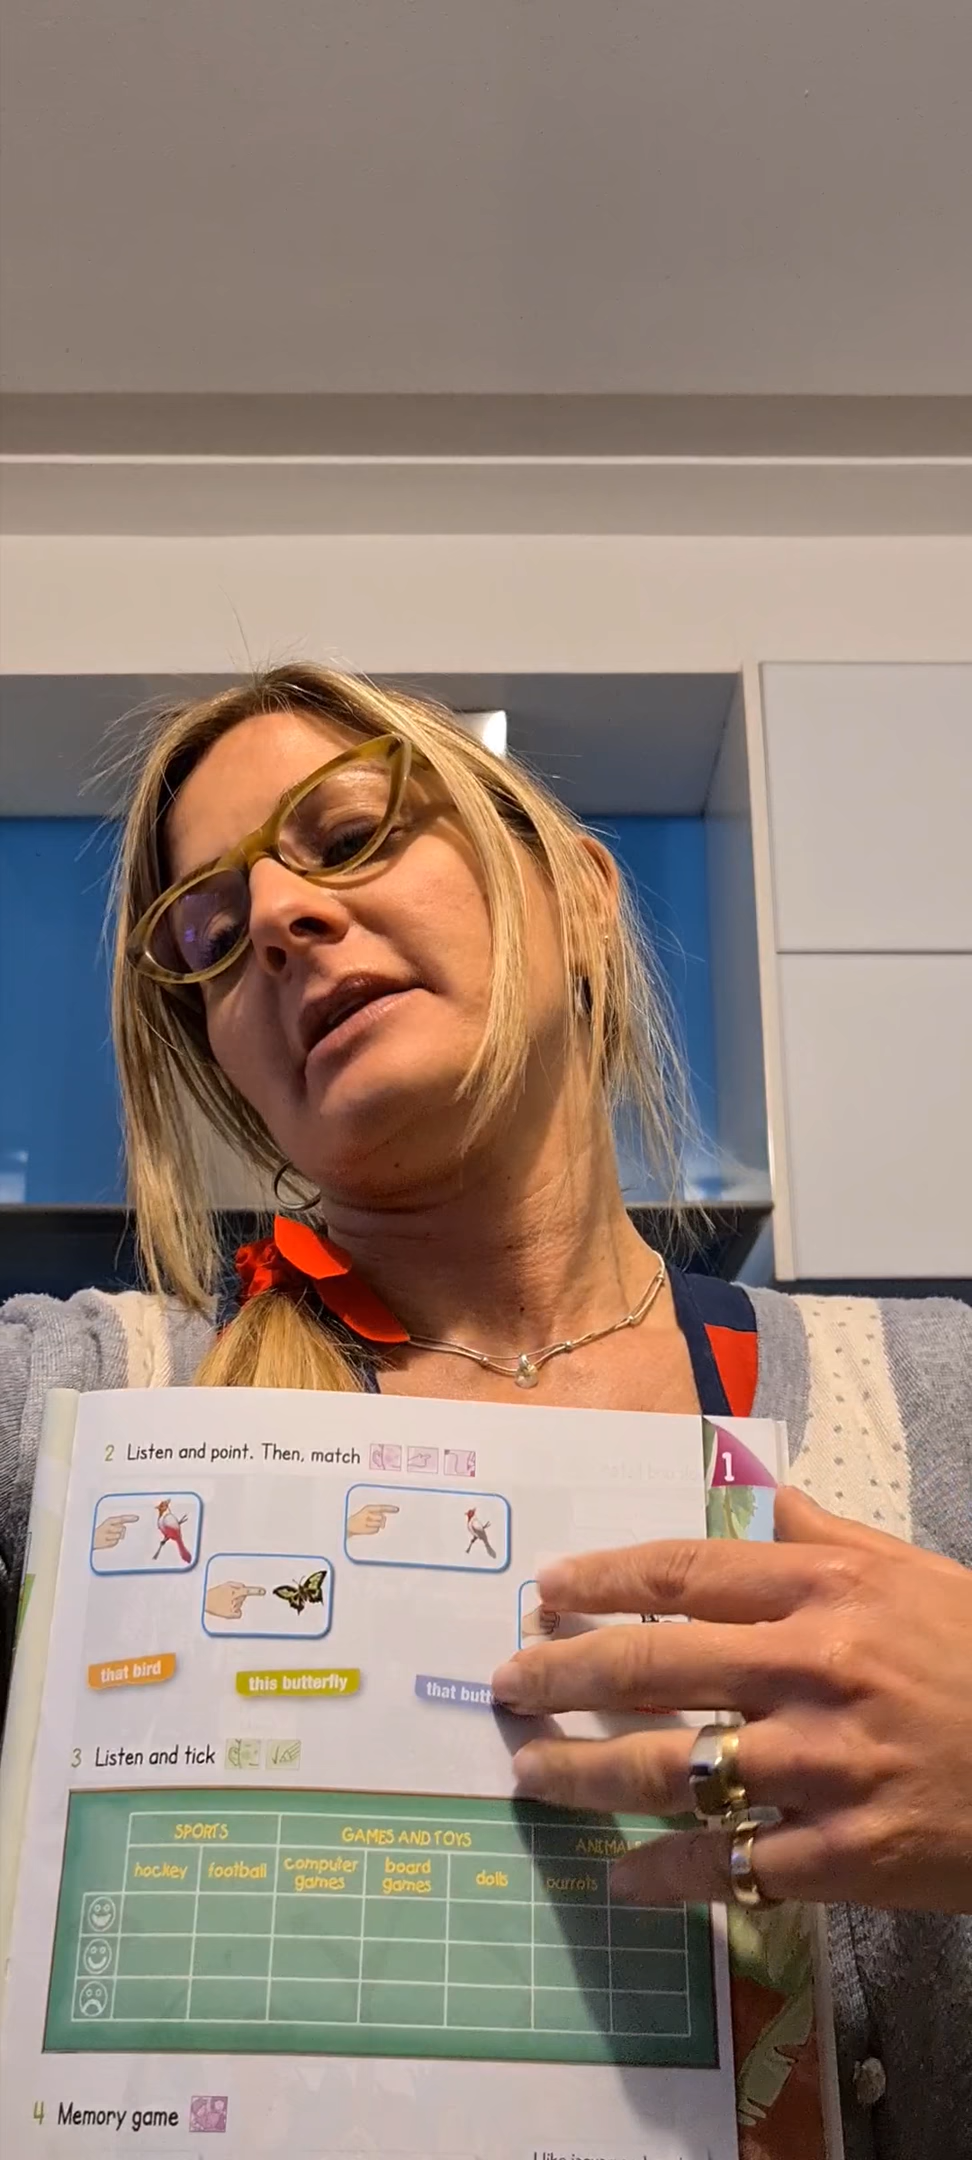 2 Listen and point. Then, match
1
that bird
this butterfly
that
3 Listen and tick
SPORTS
GAMES AND TOYS
hockey
football
computer
games
board
games
dolls
parrots
4 Memory game